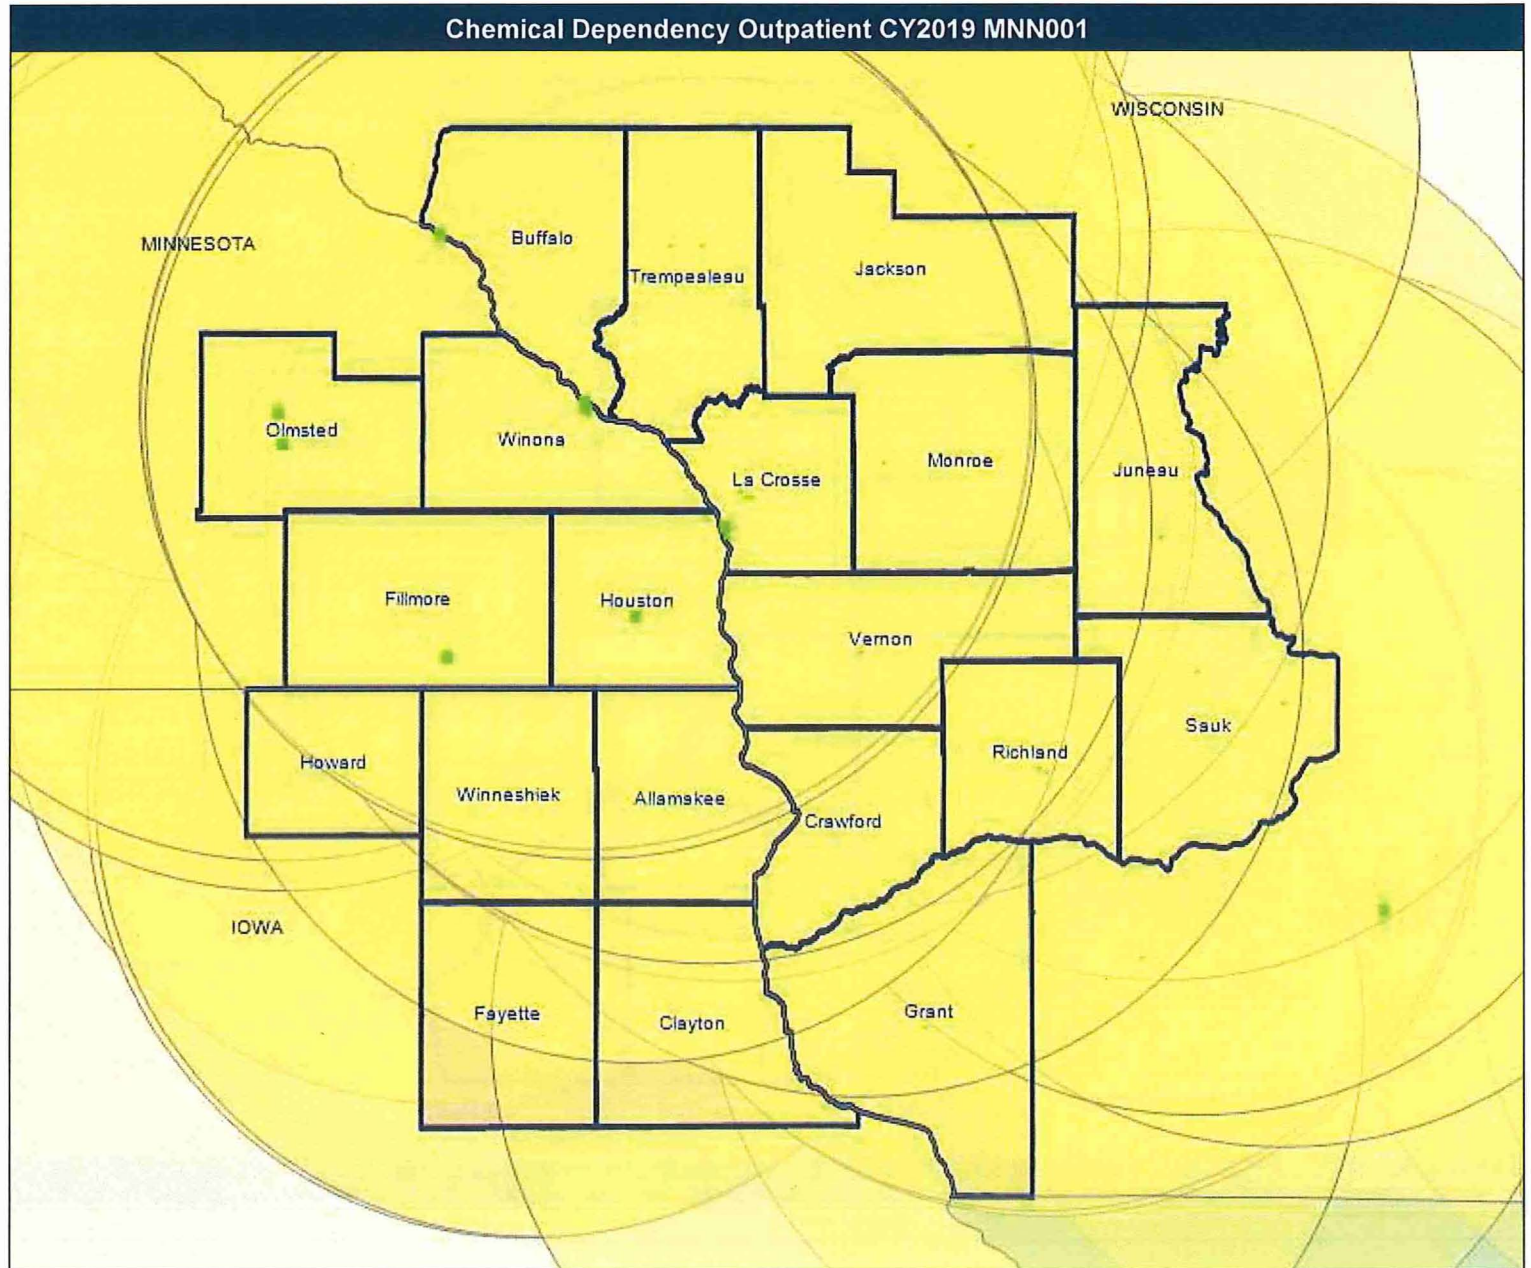 Chemical Dependency Outpatient CY2019 MNN001
WISCONSIN
MINNESOTA
Buffalo
Trempealeau
Jackson
Olmsted
Winona
La Crosse
Monroe
Juneau
Fillmore
Houston
Vernon
Howard
Winneshiek
Allamakee
Crawford
Richland
Sauk
IOWA
Fayette
Clayton
Grant